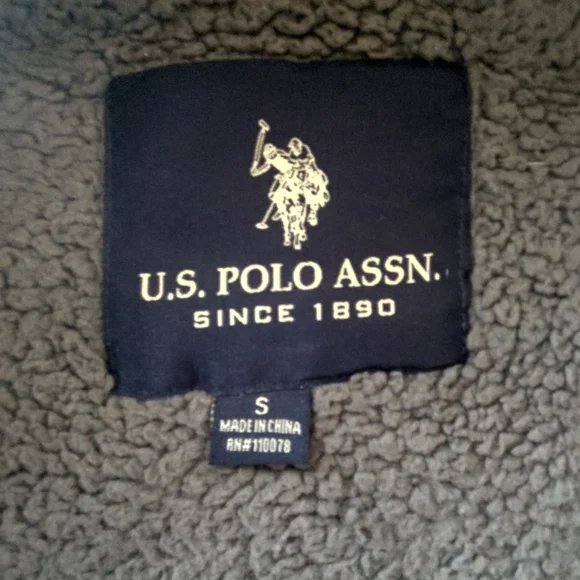 U.S. POLO ASSN.
SINCE 1890
S
MADE IN CHINA
RN#110078